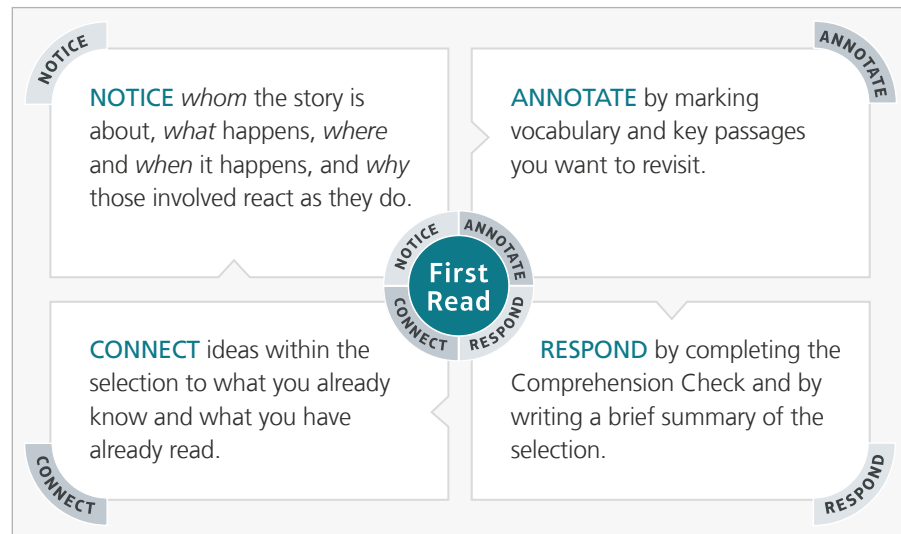 NOTICE
NOTICE whom the story is
about, what happens, where
and when it happens, and why
those involved react as they do.
ANNOTATE
ANNOTATE by marking
vocabulary and key passages
you want to revisit.
NOTICE
ANNOTATE
First
Read
CONNECT
RESPOND
CONNECT ideas within the
selection to what you already
know and what you have
already read.
CONNECT
RESPOND by completing the
Comprehension Check and by
writing a brief summary of the
selection.
RESPOND